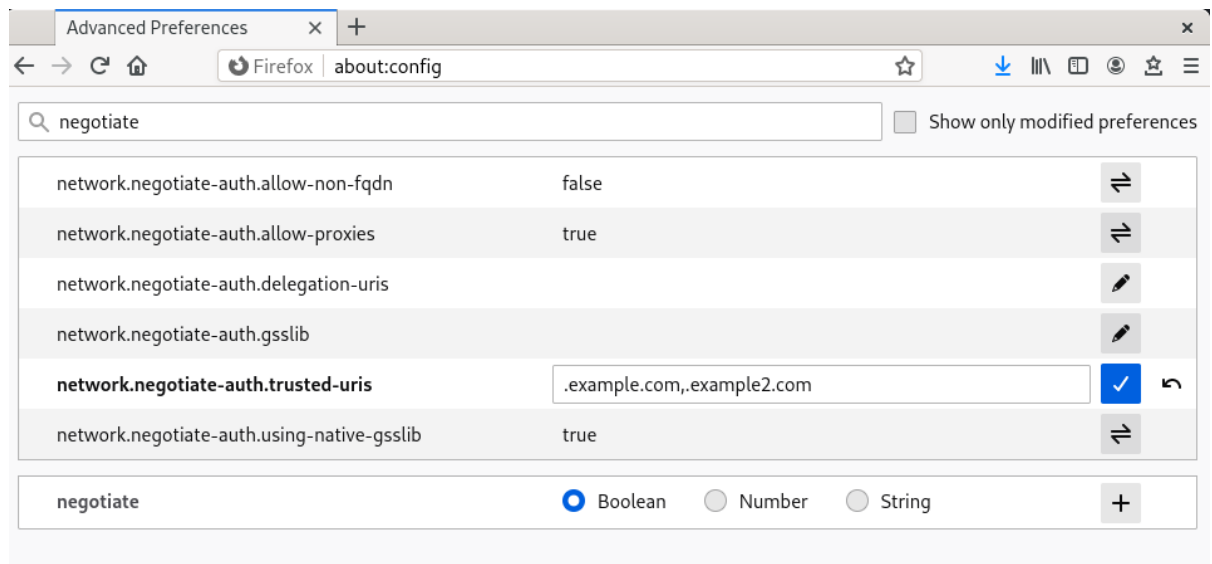 Advanced Preferences
Firefox about:config
negotiate Show only modified preferences
network.negotiate-auth.allow-non-fqdn false
network.negotiate-auth.allow-proxies true
network.negotiate-auth.delegation-uris
network.negotiate-auth.gsslib
network.negotiate-auth.trusted-uris .example.com,.example2.com
network.negotiate-auth.using-native-gsslib true
negotiate Boolean Number String